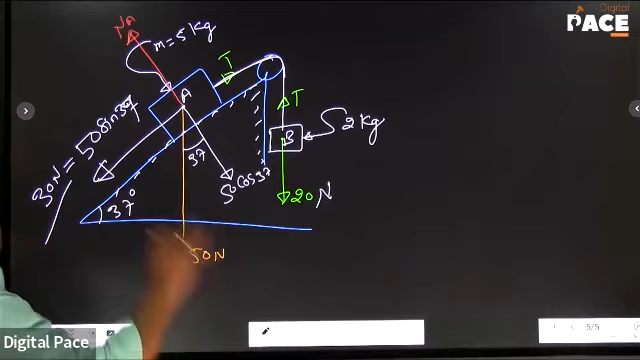 Digital
PACE
NA
m=5kg
T
A
T
B
2kg
30N = 50sin37°
37
50cos37
20N
37°
50N
5/5
Digital Pace